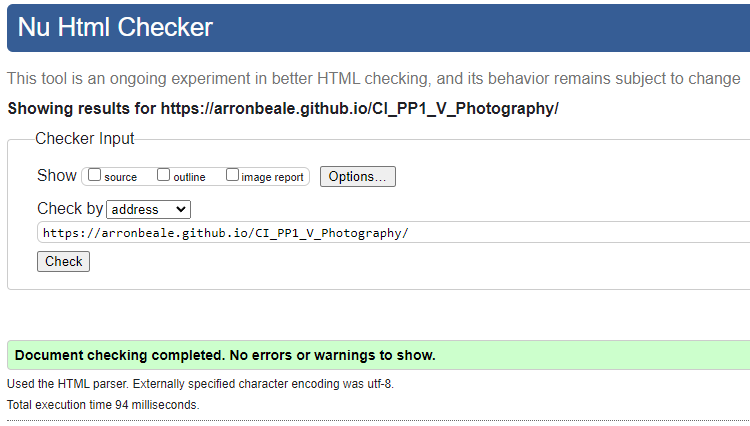 Nu Html Checker
This tool is an ongoing experiment in better HTML checking, and its behavior remains subject to change
Showing results for https://arronbeale.github.io/CI_PP1_V_Photography/
Checker Input
Show source outline image report Options...
Check by address
https://arronbeale.github.io/CI_PP1_V_Photography/
Check
Document checking completed. No errors or warnings to show.
Used the HTML parser. Externally specified character encoding was utf-8.
Total execution time 94 milliseconds.